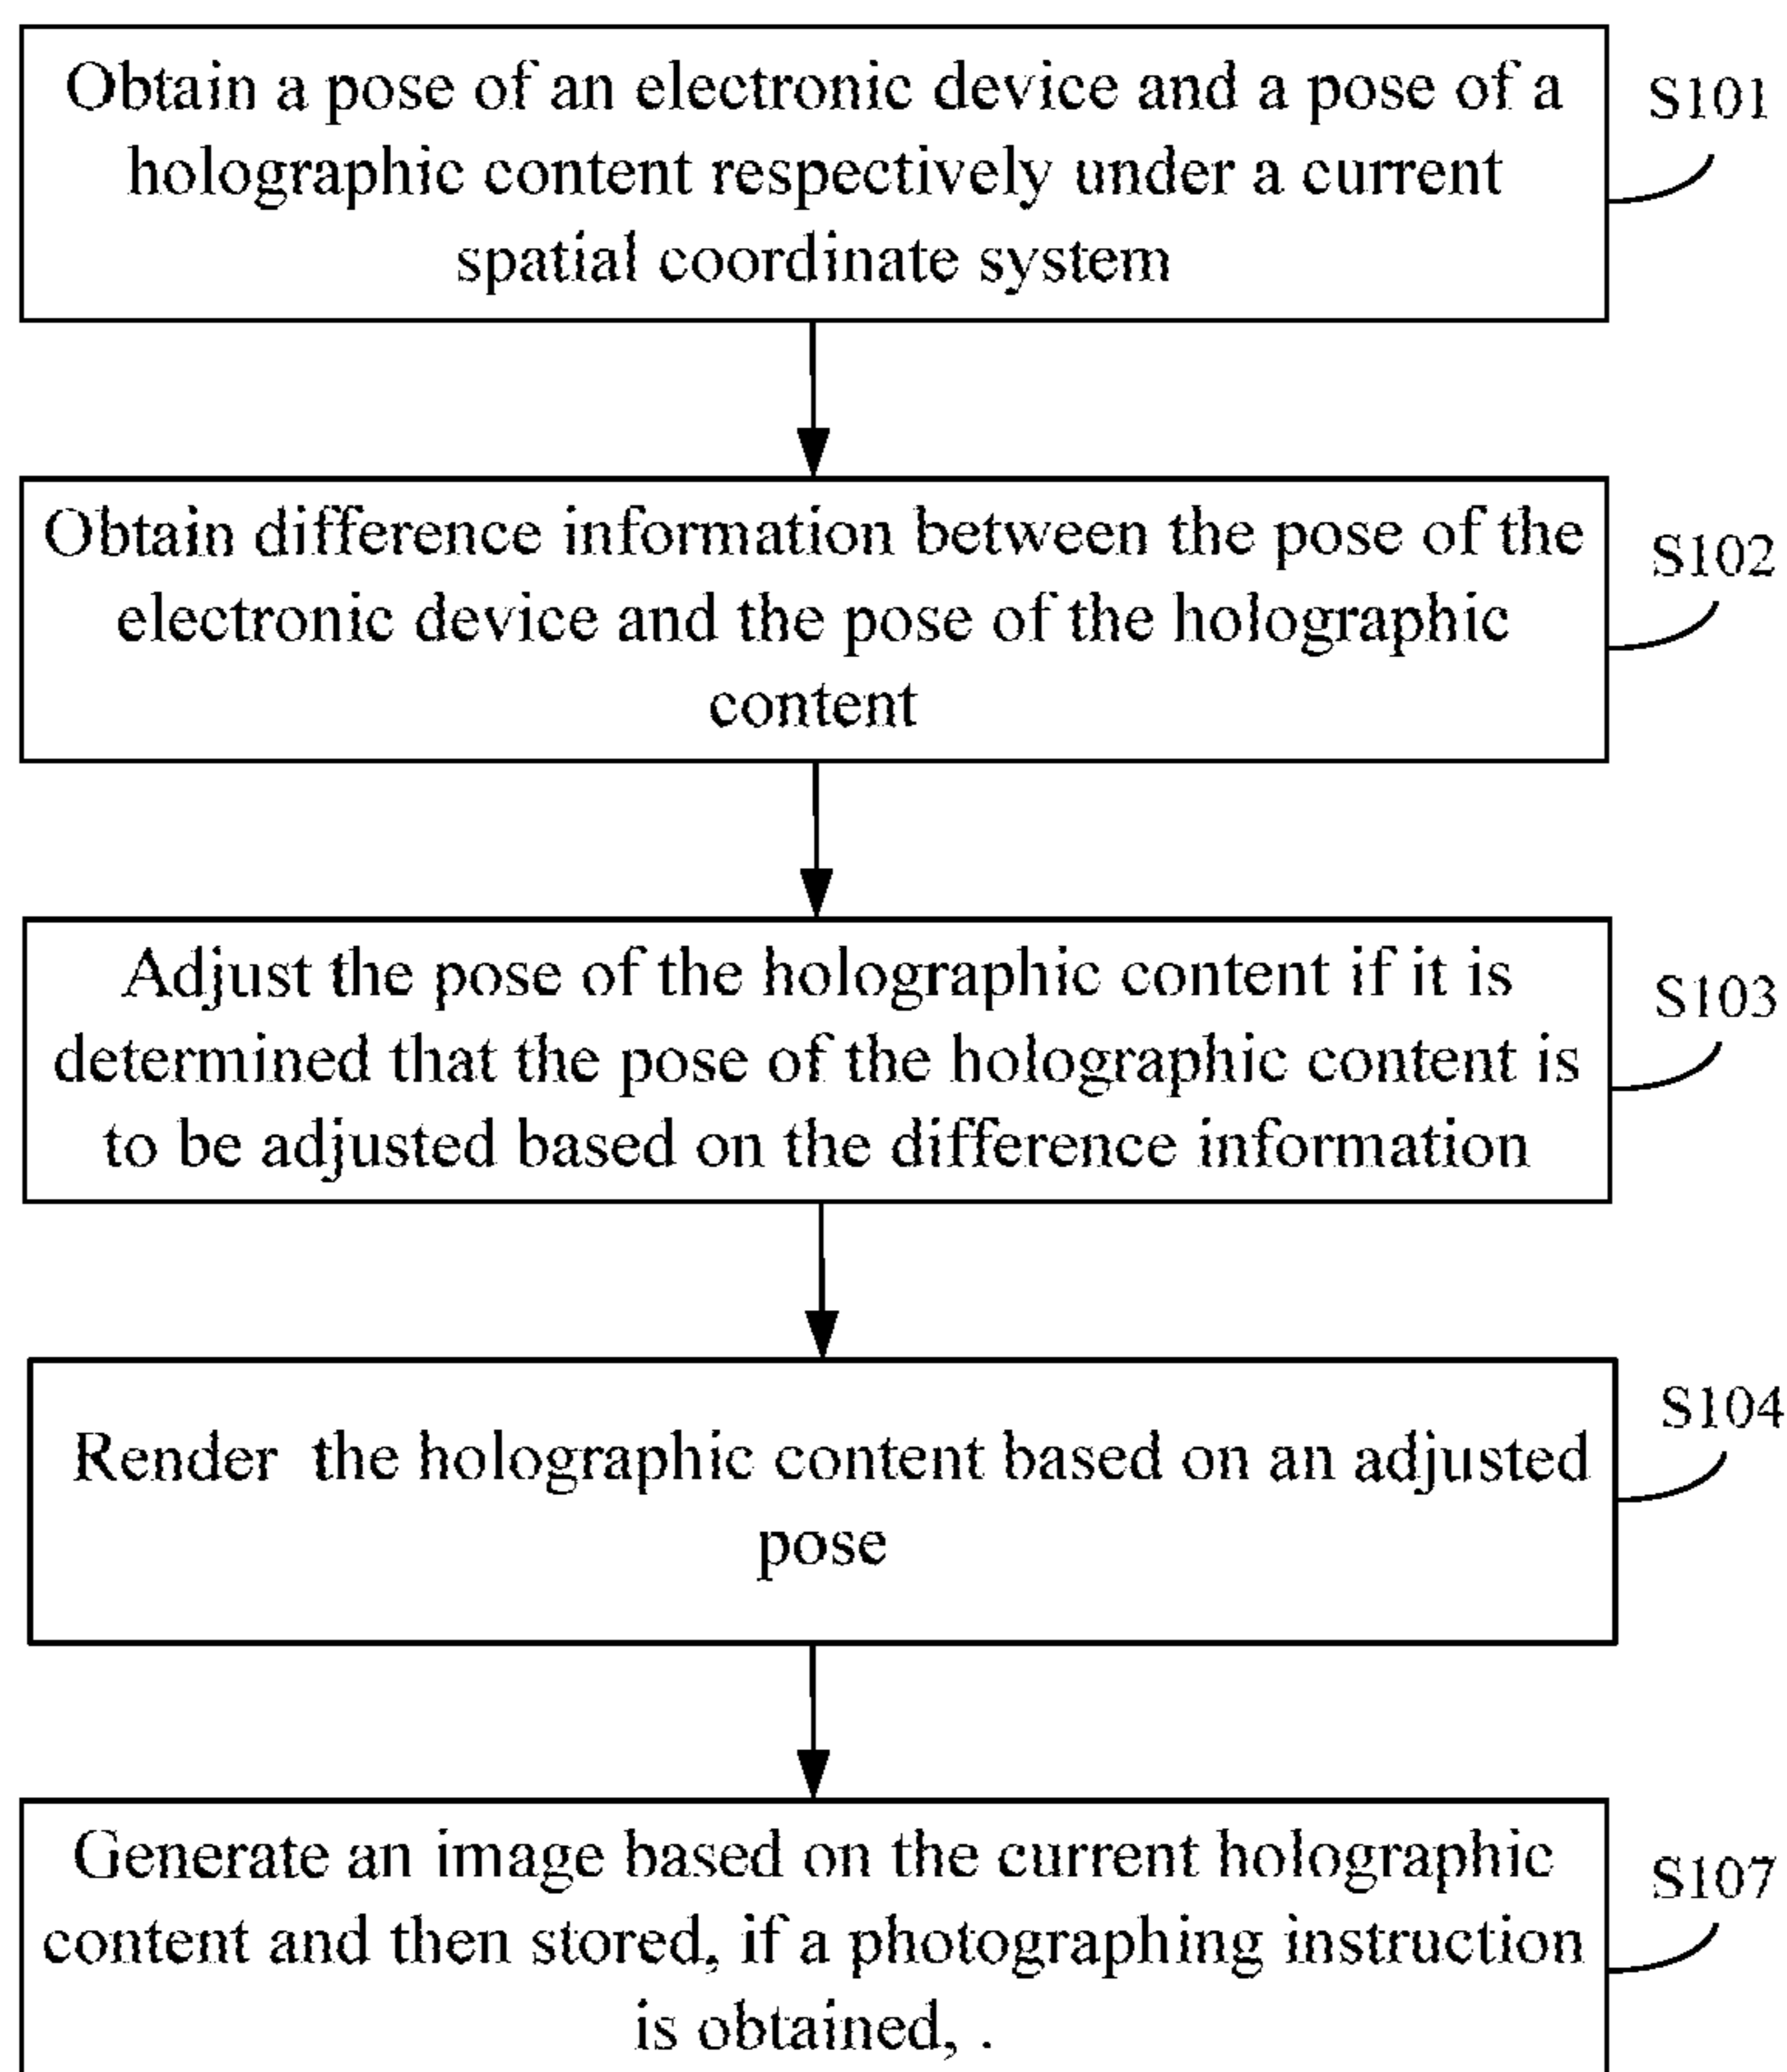 Obtain a pose of an electronic device and a pose of a
holographic content respectively under a current
spatial coordinate system
S101
Obtain difference information between the pose of the
electronic device and the pose of the holographic
content
S102
Adjust the pose of the holographic content if it is
determined that the pose of the holographic content is
to be adjusted based on the difference information
S103
Render the holographic content based on an adjusted
pose
S104
Generate an image based on the current holographic
content and then stored, if a photographing instruction
is obtained, .
S107